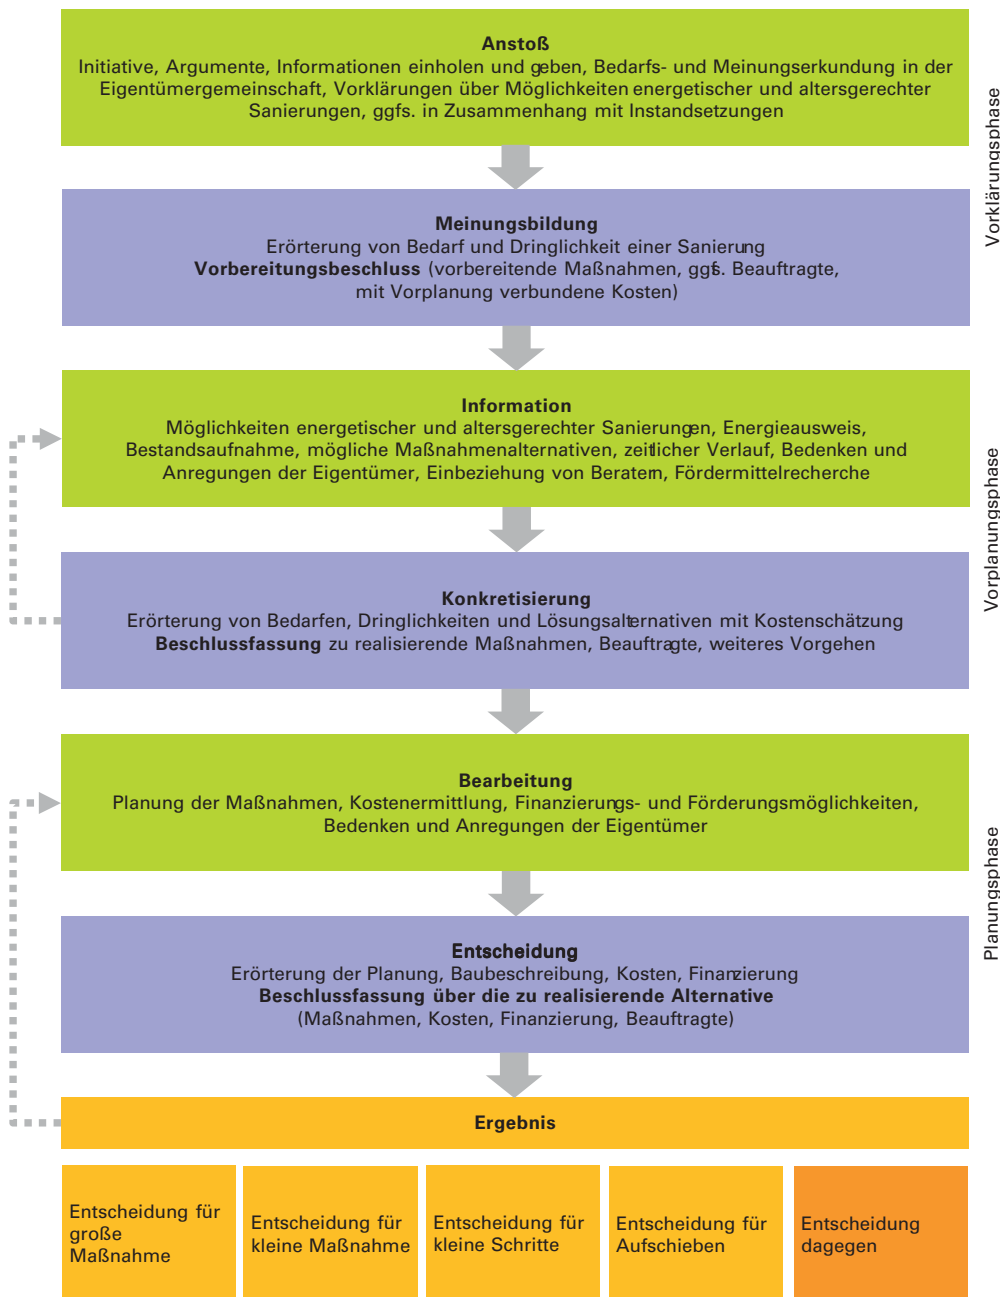 Anstoß
Initiative, Argumente, Informationen einholen und geben, Bedarfs- und Meinungserkundung in der
Eigentümergemeinschaft, Vorklärungen über Möglichkeiten energetischer und altersgerechter
Sanierungen, ggfs. in Zusammenhang mit Instandsetzungen
Meinungsbildung
Erörterung von Bedarf und Dringlichkeit einer Sanierung
Vorbereitungsbeschluss (vorbereitende Maßnahmen, ggfs. Beauftragte,
mit Vorplanung verbundene Kosten)
Vorklärungsphase
Information
Möglichkeiten energetischer und altersgerechter Sanierungen, Energieausweis,
Bestandsaufnahme, mögliche Maßnahmenalternativen, zeitlicher Verlauf, Bedenken und
Anregungen der Eigentümer, Einbeziehung von Beratern, Fördermittelrecherche
Konkretisierung
Erörterung von Bedarfen, Dringlichkeiten und Lösungsalternativen mit Kostenschätzung
Beschlussfassung zu realisierende Maßnahmen, Beauftragte, weiteres Vorgehen
Vorplanungsphase
Bearbeitung
Planung der Maßnahmen, Kostenermittlung, Finanzierungs- und Förderungsmöglichkeiten,
Bedenken und Anregungen der Eigentümer
Entscheidung
Erörterung der Planung, Baubeschreibung, Kosten, Finanzierung
Beschlussfassung über die zu realisierende Alternative
(Maßnahmen, Kosten, Finanzierung, Beauftragte)
Planungsphase
Ergebnis
Entscheidung für
große
Maßnahme
Entscheidung für
kleine Maßnahme
Entscheidung für
kleine Schritte
Entscheidung für
Aufschieben
Entscheidung
dagegen